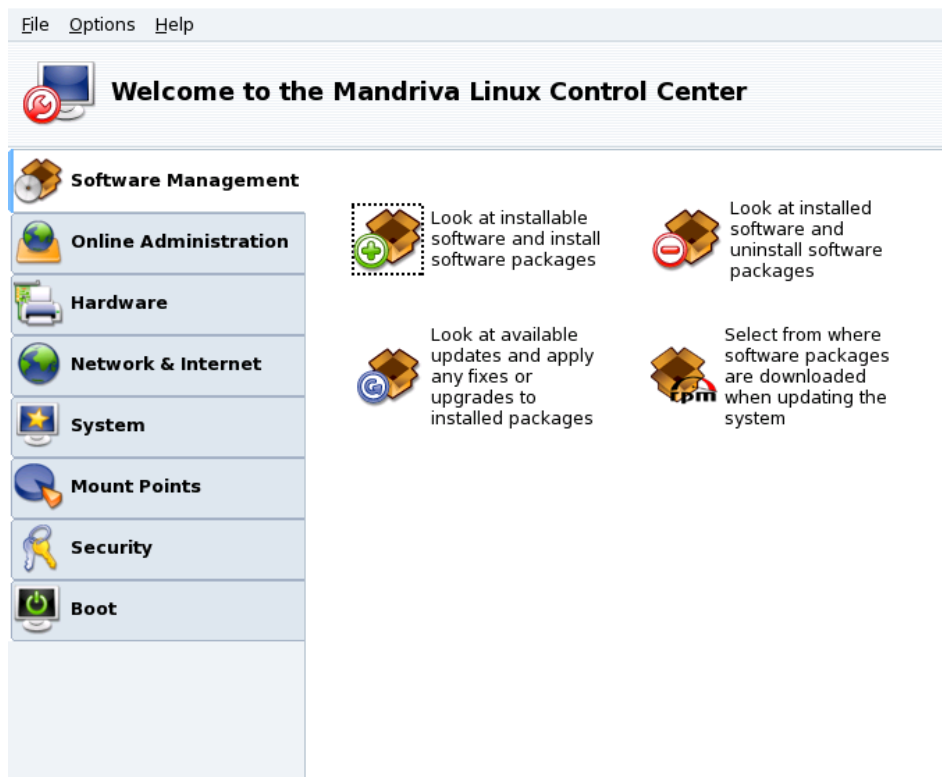 File Options Help
Welcome to the Mandriva Linux Control Center
Software Management
Online Administration
Hardware
Network & Internet
System
Mount Points
Security
Boot
Look at installable
software and install
software packages
Look at installed
software and
uninstall software
packages
Look at available
updates and apply
any fixes or
upgrades to
installed packages
Select from where
software packages
are downloaded
when updating the
system
rpm